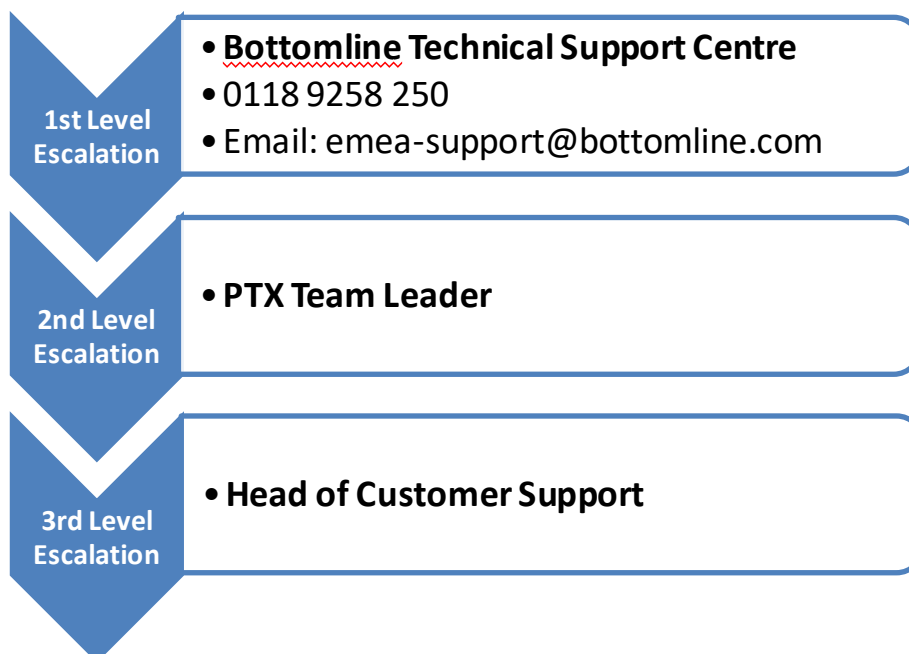 1st Level
Escalation
• Bottomline Technical Support Centre
• 0118 9258 250
• Email: emea-support@bottomline.com
2nd Level
Escalation
• PTX Team Leader
3rd Level
Escalation
• Head of Customer Support